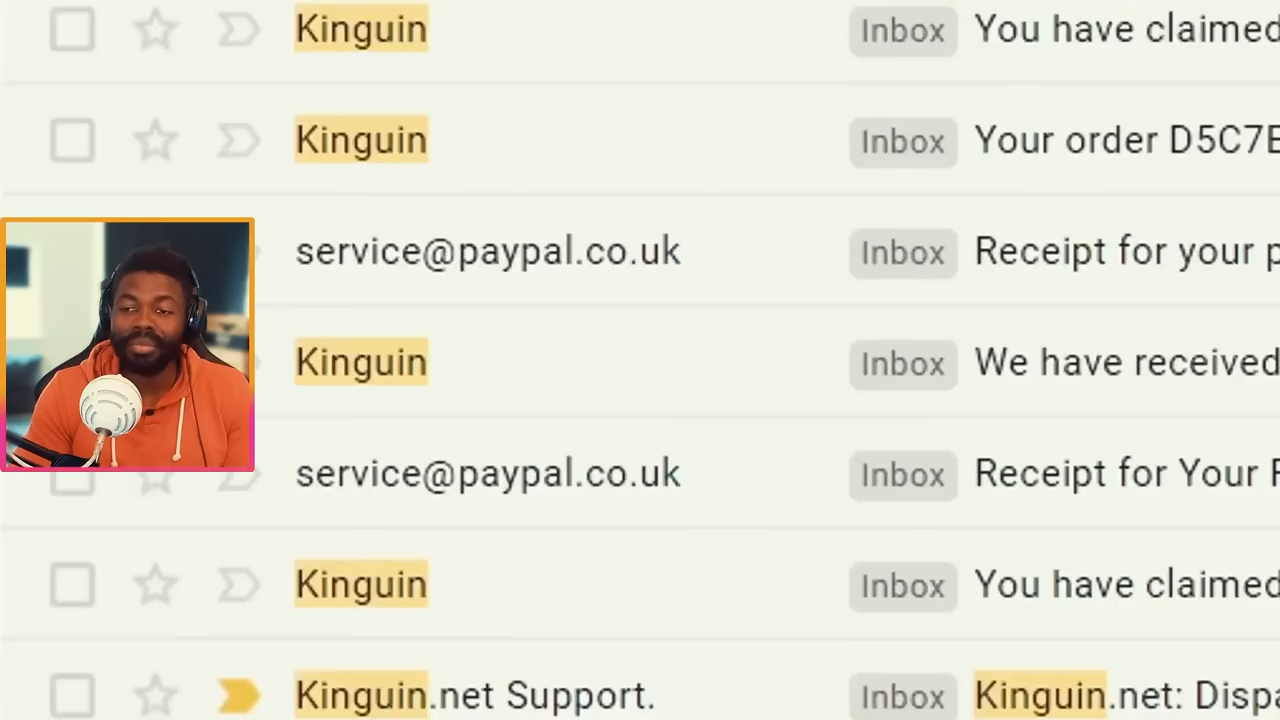 Kinguin Inbox You have claimed
Kinguin Inbox Your order D5C7
service@paypal.co.uk Inbox Receipt for your
Kinguin Inbox We have received
service@paypal.co.uk Inbox Receipt for Your
Kinguin Inbox You have claimed
Kinguin.net Support. Inbox Kinguin.net: Disp